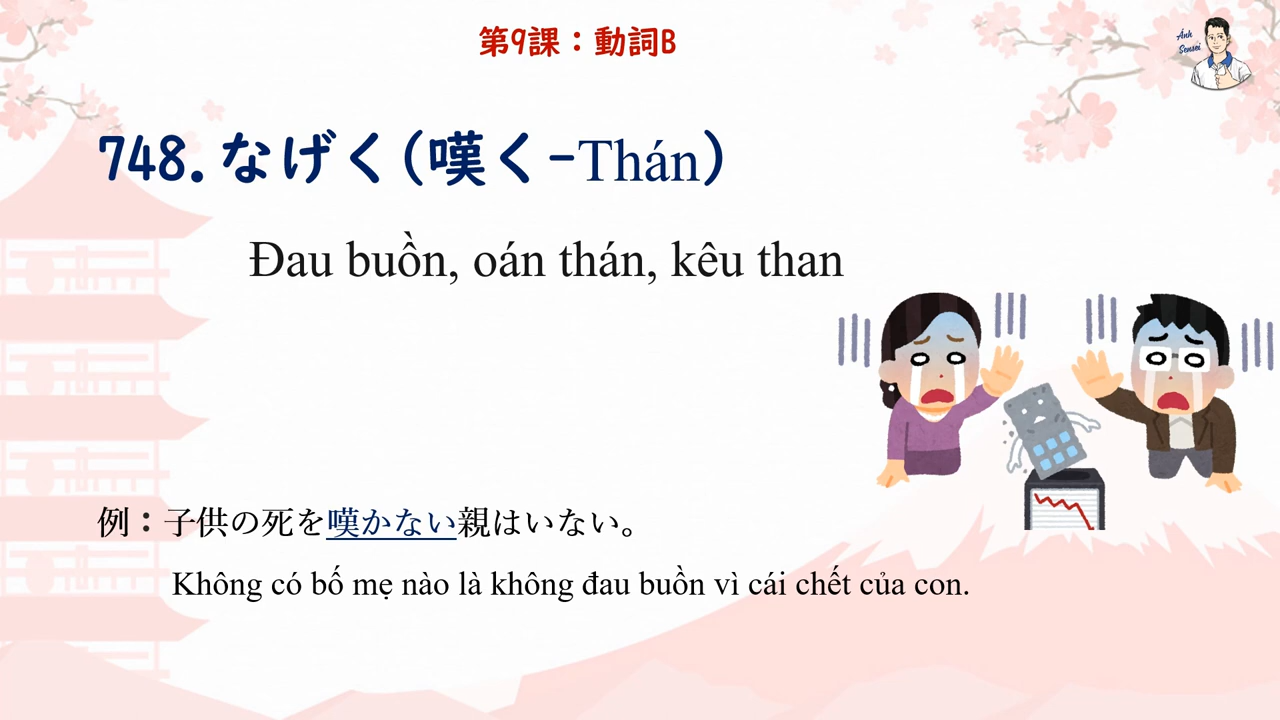 第9課：動詞B
Anh
Sensei
748. なげく(嘆く-Thán)
Đau buồn, oán thán, kêu than
例：子供の死を嘆かない親はいない。
Không có bố mẹ nào là không đau buồn vì cái chết của con.